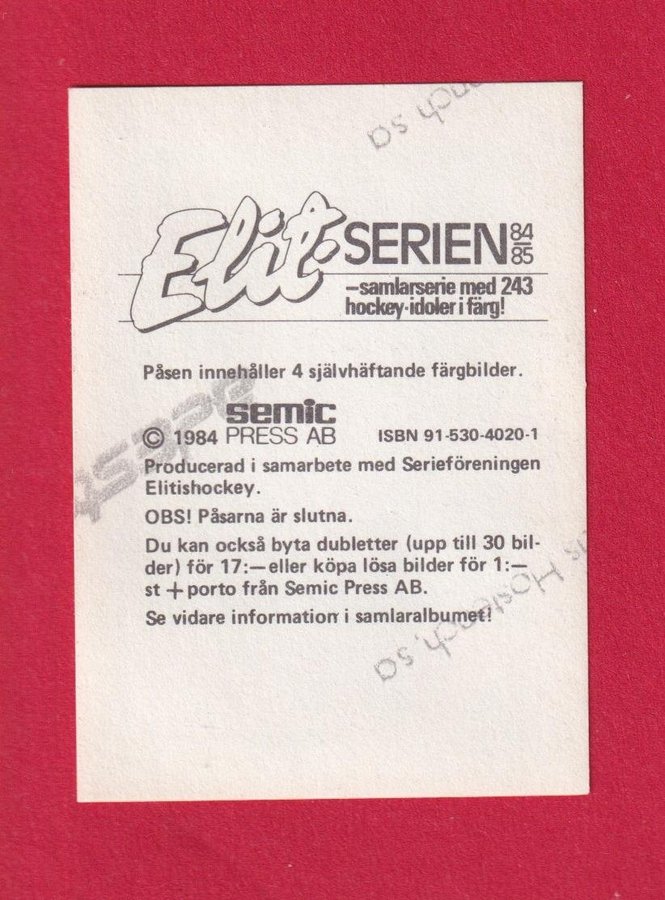 Elit-SERIEN 84/85
–samlarserie med 243
hockey-idoler i färg!
Påsen innehåller 4 självhäftande färgbilder.
semic
© 1984 PRESS AB ISBN 91-530-4020-1
Producerad i samarbete med Serieföreningen
Elitishockey.
OBS! Påsarna är slutna.
Du kan också byta dubletter (upp till 30 bil-
der) för 17:— eller köpa lösa bilder för 1:—
st + porto från Semic Press AB.
Se vidare information i samlaralbumet!